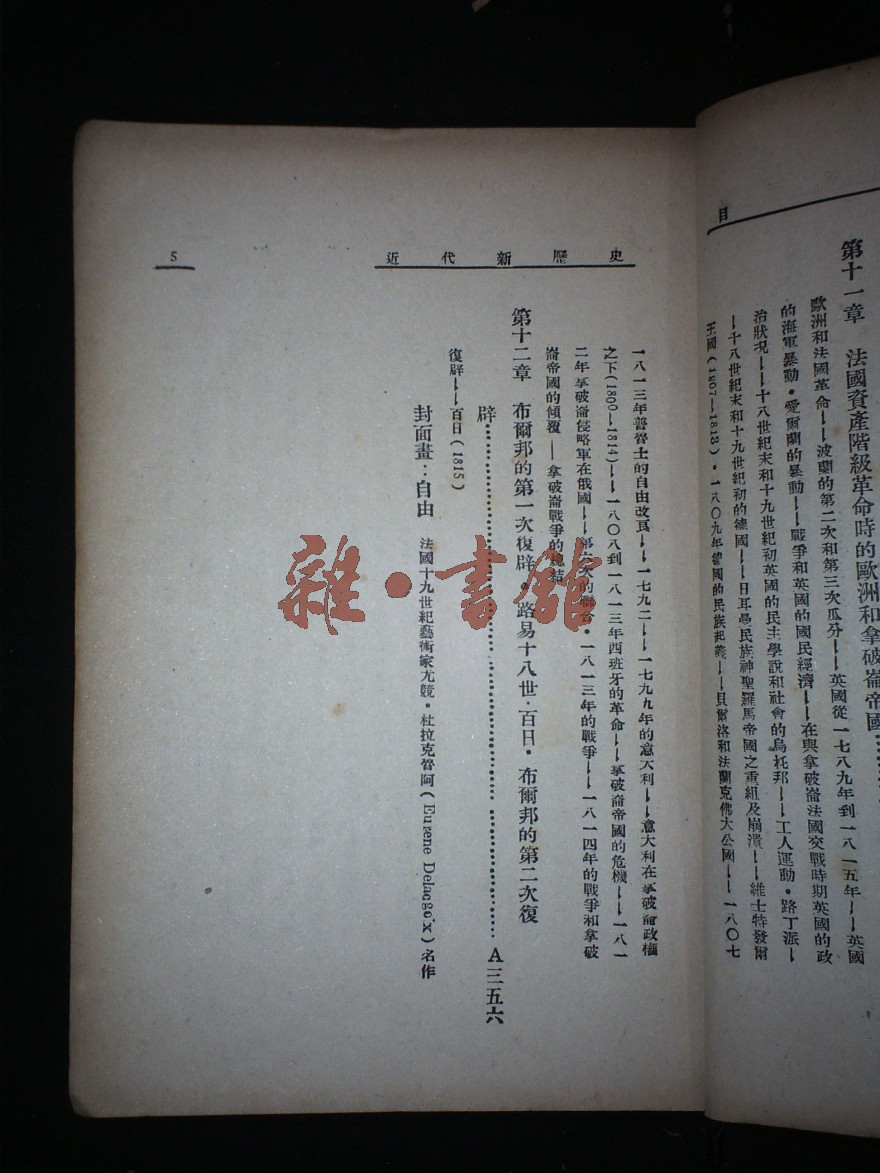 目
第十一章　法國資產階級革命時的歐洲和拿破崙帝國
歐洲和法國革命——波蘭的第二次和第三次瓜分——英國從一七八九年到一八一五年——英國
的海軍暴動・愛爾蘭的暴動——戰爭和英國的國民經濟——在與拿破崙法國交戰時期英國的政
治狀況——十八世紀末和十九世紀初英國的民主學說和社會的烏托邦——工人運動・路丁派—
—十八世紀末和十九世紀初的德國——日耳曼民族神聖羅馬帝國之重組及崩潰——維士特發爾
王國(1807—1813)・一八〇九年德國的民族起義——貝爾洛和法蘭克佛大公國——一八〇七
近代新歷史
5
一八一三年普魯士的自由改良——一七九二——一七九九年的意大利——意大利在拿破崙政權
之下(1800—1814)——一八〇八到一八一三年西班牙的革命——拿破崙帝國的危機——一八一
二年拿破崙侵略軍在俄國——第六次的聯合・一八一三年的戰爭——一八一四年的戰爭和拿破
崙帝國的傾覆——拿破崙戰爭的總結
第十二章　布爾邦的第一次復辟・路易十八世・百日・布爾邦的第二次復
辟……A三五六
復辟——百日(1815)
封面畫：自由　法國十九世紀藝術家尤競・杜拉克魯阿(Eugene Delacgo'x)名作
雜・書館